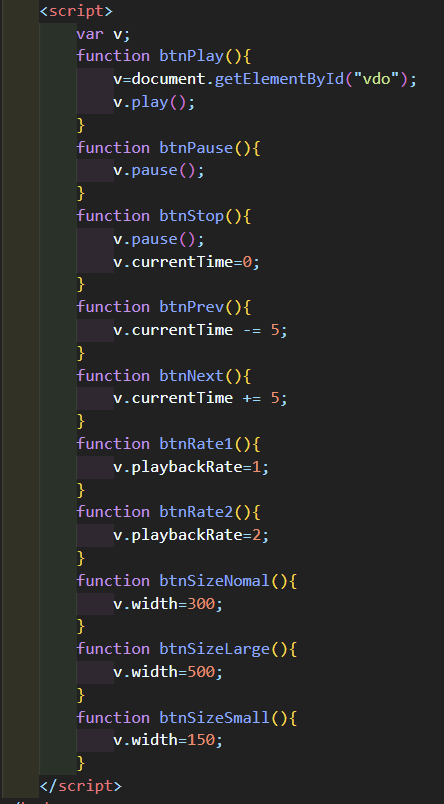 <script>
var v;
function btnPlay(){
v=document.getElementById("vdo");
v.play();
}
function btnPause(){
v.pause();
}
function btnStop(){
v.pause();
v.currentTime=0;
}
function btnPrev(){
v.currentTime -= 5;
}
function btnNext(){
v.currentTime += 5;
}
function btnRate1(){
v.playbackRate=1;
}
function btnRate2(){
v.playbackRate=2;
}
function btnSizeNomal(){
v.width=300;
}
function btnSizeLarge(){
v.width=500;
}
function btnSizeSmall(){
v.width=150;
}
</script>